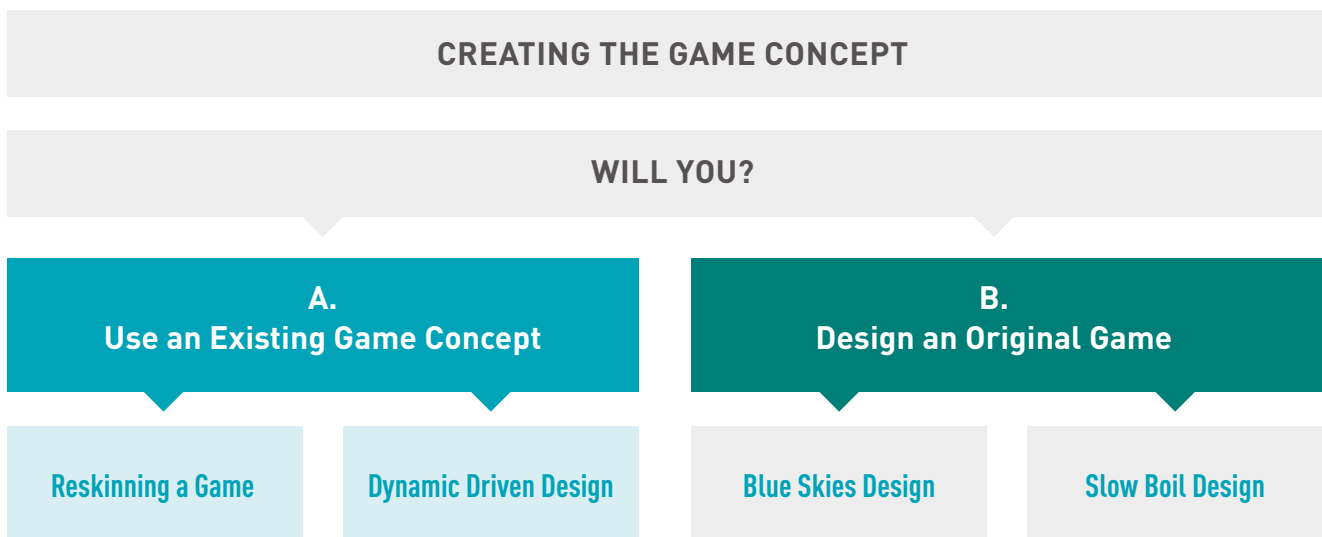 CREATING THE GAME CONCEPT
WILL YOU?
A.
Use an Existing Game Concept
B.
Design an Original Game
Reskinning a Game
Dynamic Driven Design
Blue Skies Design
Slow Boil Design